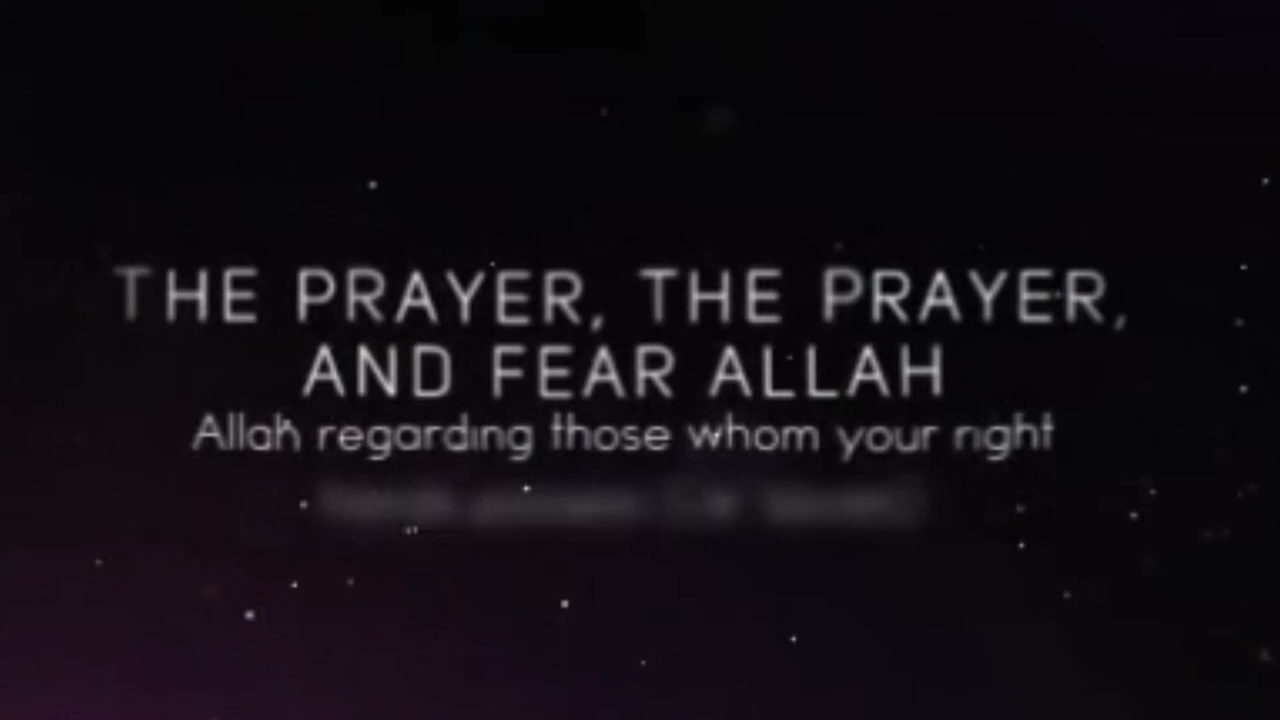 THE PRAYER, THE PRAYER,
AND FEAR ALLAH
Allah regarding those whom your right